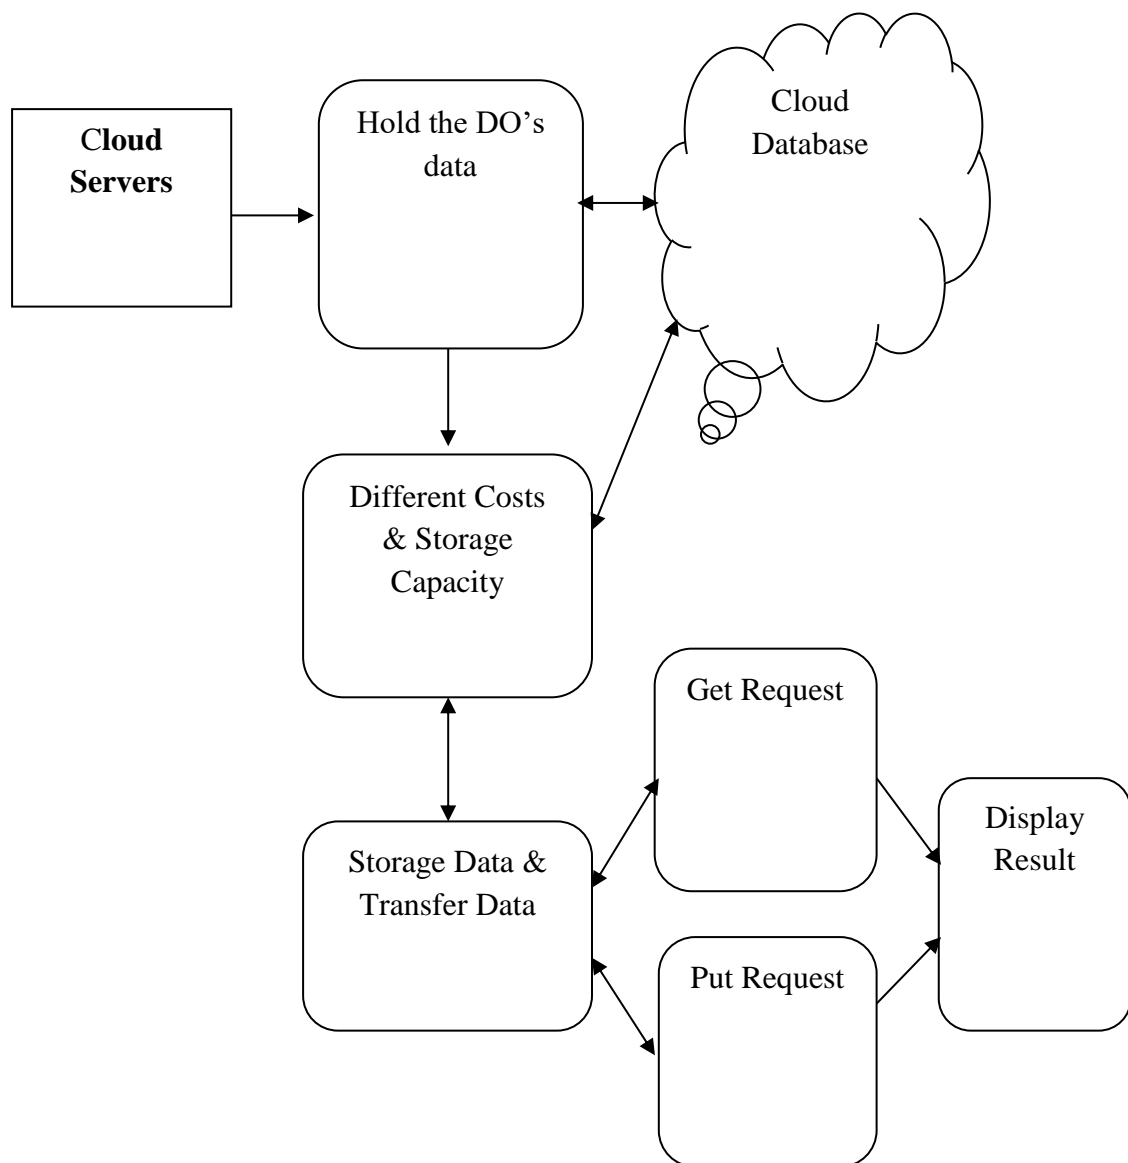 Cloud
Servers
Hold the DO’s
data
Cloud
Database
Different Costs
& Storage
Capacity
Get Request
Display
Result
Storage Data &
Transfer Data
Put Request